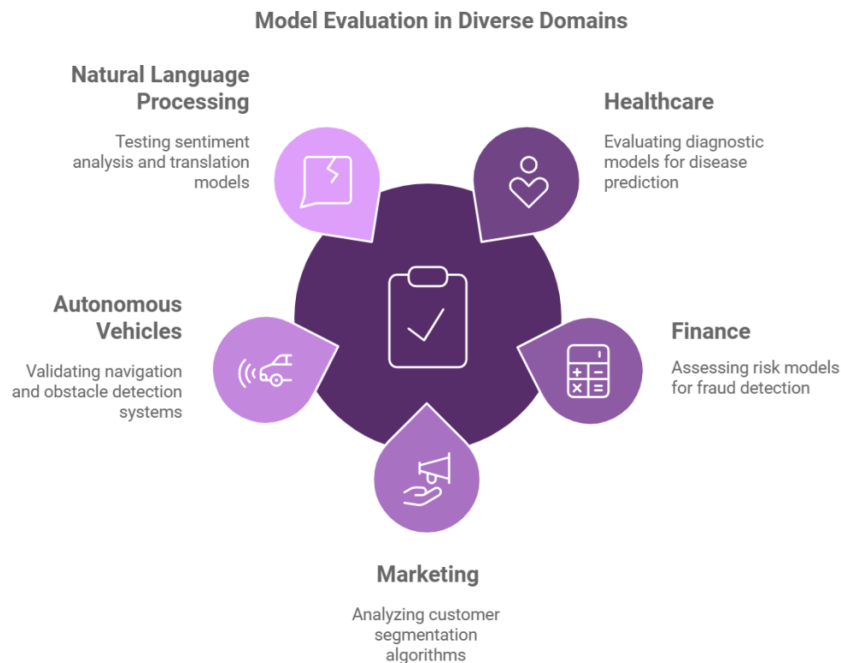 Model Evaluation in Diverse Domains
Natural Language
Processing
Testing sentiment
analysis and translation
models
Healthcare
Evaluating diagnostic
models for disease
prediction
Autonomous
Vehicles
Validating navigation
and obstacle detection
systems
Finance
Assessing risk models
for fraud detection
Marketing
Analyzing customer
segmentation
algorithms